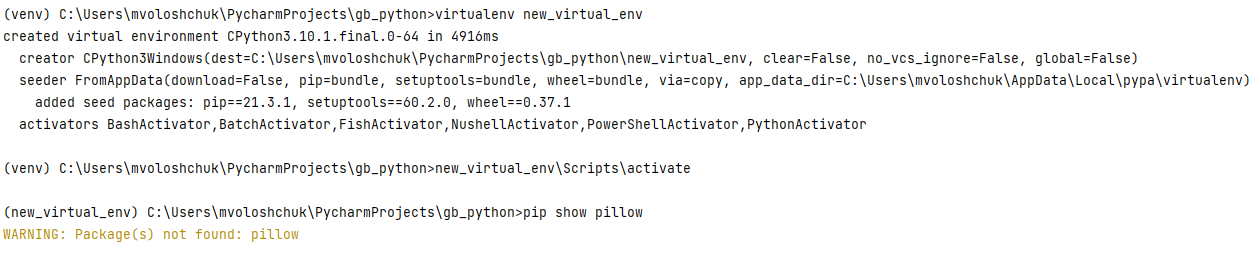 (venv) C:\Users\mvoloshchuk\PycharmProjects\gb_python>virtualenv new_virtual_env
created virtual environment CPython3.10.1.final.0-64 in 4916ms
  creator CPython3Windows(dest=C:\Users\mvoloshchuk\PycharmProjects\gb_python\new_virtual_env, clear=False, no_vcs_ignore=False, global=False)
  seeder FromAppData(download=False, pip=bundle, setuptools=bundle, wheel=bundle, via=copy, app_data_dir=C:\Users\mvoloshchuk\AppData\Local\pypa\virtualenv)
    added seed packages: pip==21.3.1, setuptools==60.2.0, wheel==0.37.1
  activators BashActivator,BatchActivator,FishActivator,NushellActivator,PowerShellActivator,PythonActivator
(venv) C:\Users\mvoloshchuk\PycharmProjects\gb_python>new_virtual_env\Scripts\activate
(new_virtual_env) C:\Users\mvoloshchuk\PycharmProjects\gb_python>pip show pillow
WARNING: Package(s) not found: pillow